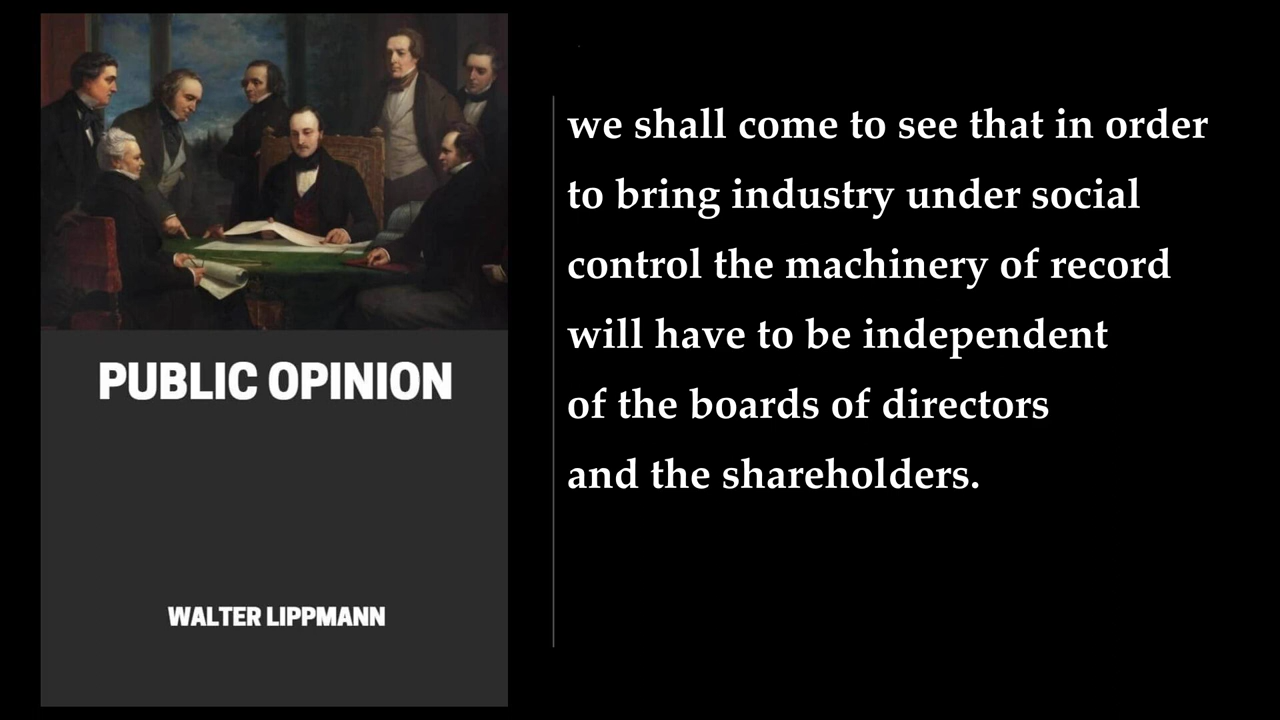 PUBLIC OPINION
WALTER LIPPMANN
we shall come to see that in order
to bring industry under social
control the machinery of record
will have to be independent
of the boards of directors
and the shareholders.